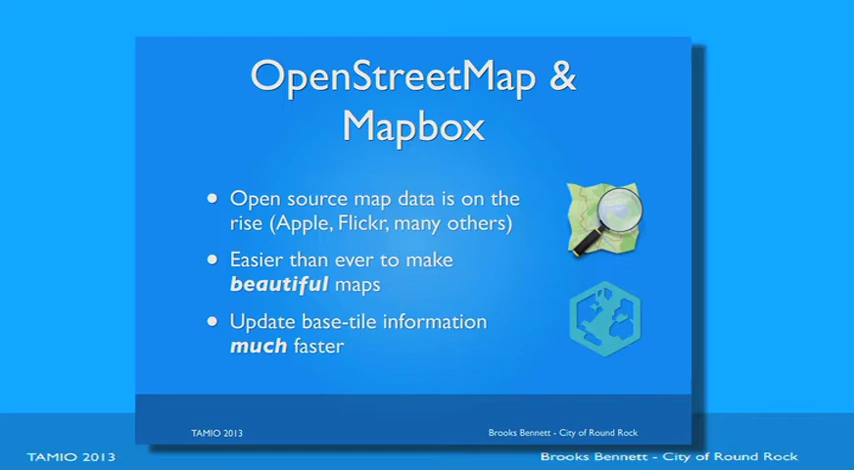 OpenStreetMap &
Mapbox
• Open source map data is on the
rise (Apple, Flickr, many others)
• Easier than ever to make
beautiful maps
• Update base-tile information
much faster
TAMIO 2013
Brooks Bennett - City of Round Rock
TAMIO 2013
Brooks Bennett - City of Round Rock